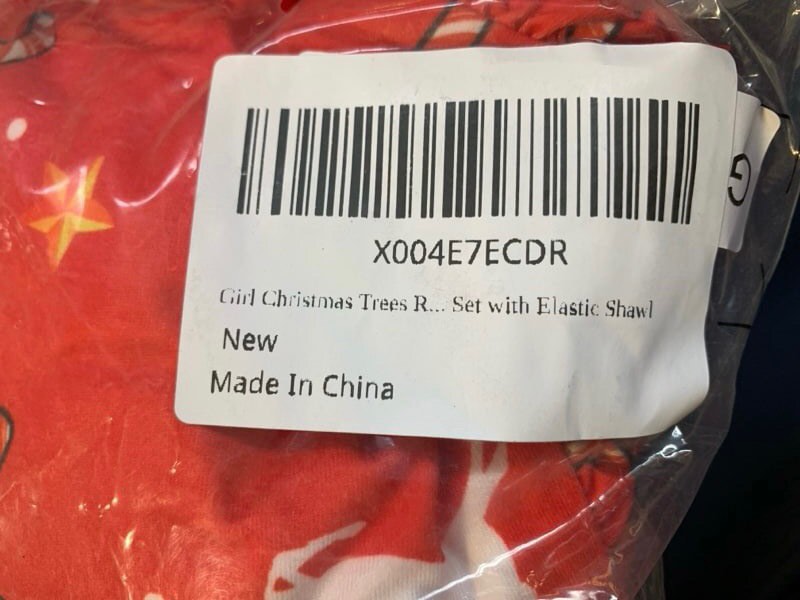 X004E7ECDR
Girl Christmas Trees R... Set with Elastic Shawl
New
Made In China
G